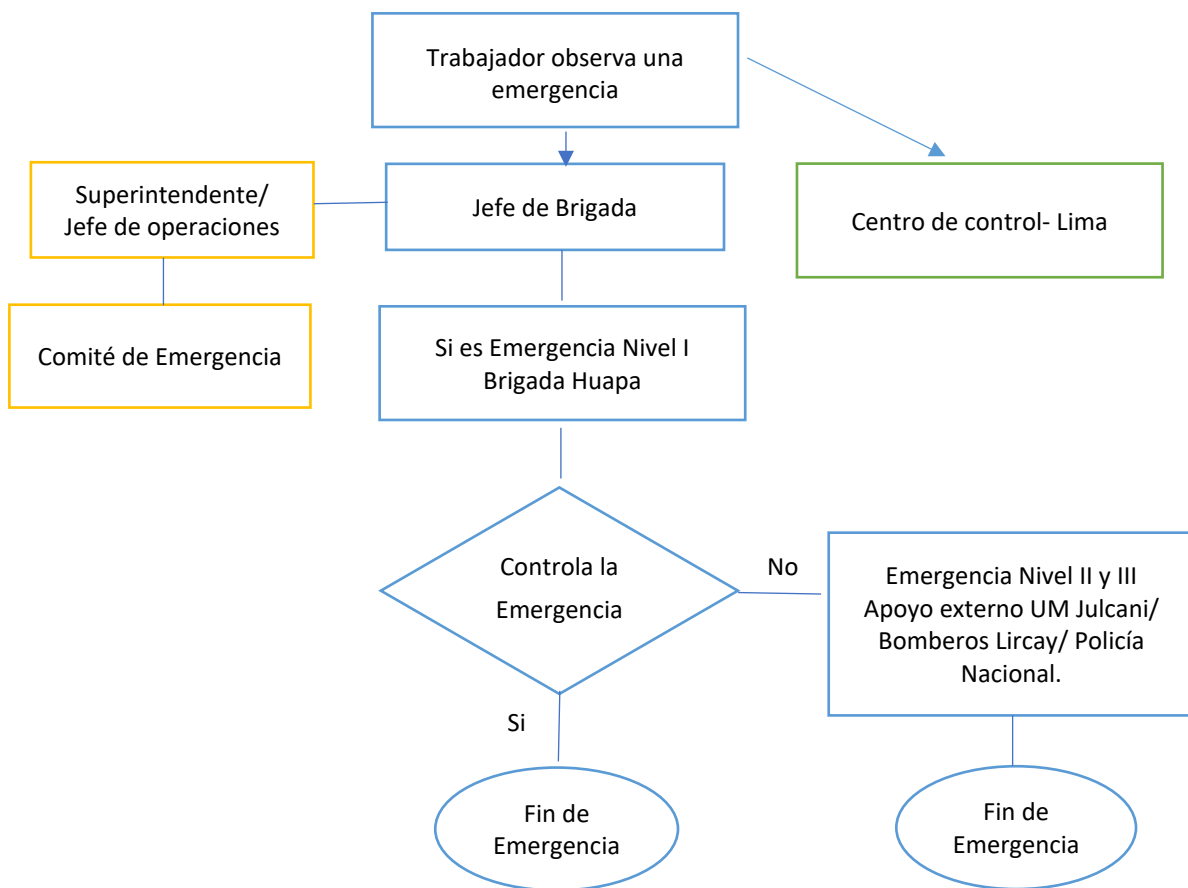 Trabajador observa una
emergencia
Superintendente/
Jefe de operaciones
Jefe de Brigada
Centro de control- Lima
Comité de Emergencia
Si es Emergencia Nivel I
Brigada Huapa
Controla la
Emergencia
No
Emergencia Nivel II y III
Apoyo externo UM Julcani/
Bomberos Lircay/ Policía
Nacional.
Si
Fin de
Emergencia
Fin de
Emergencia